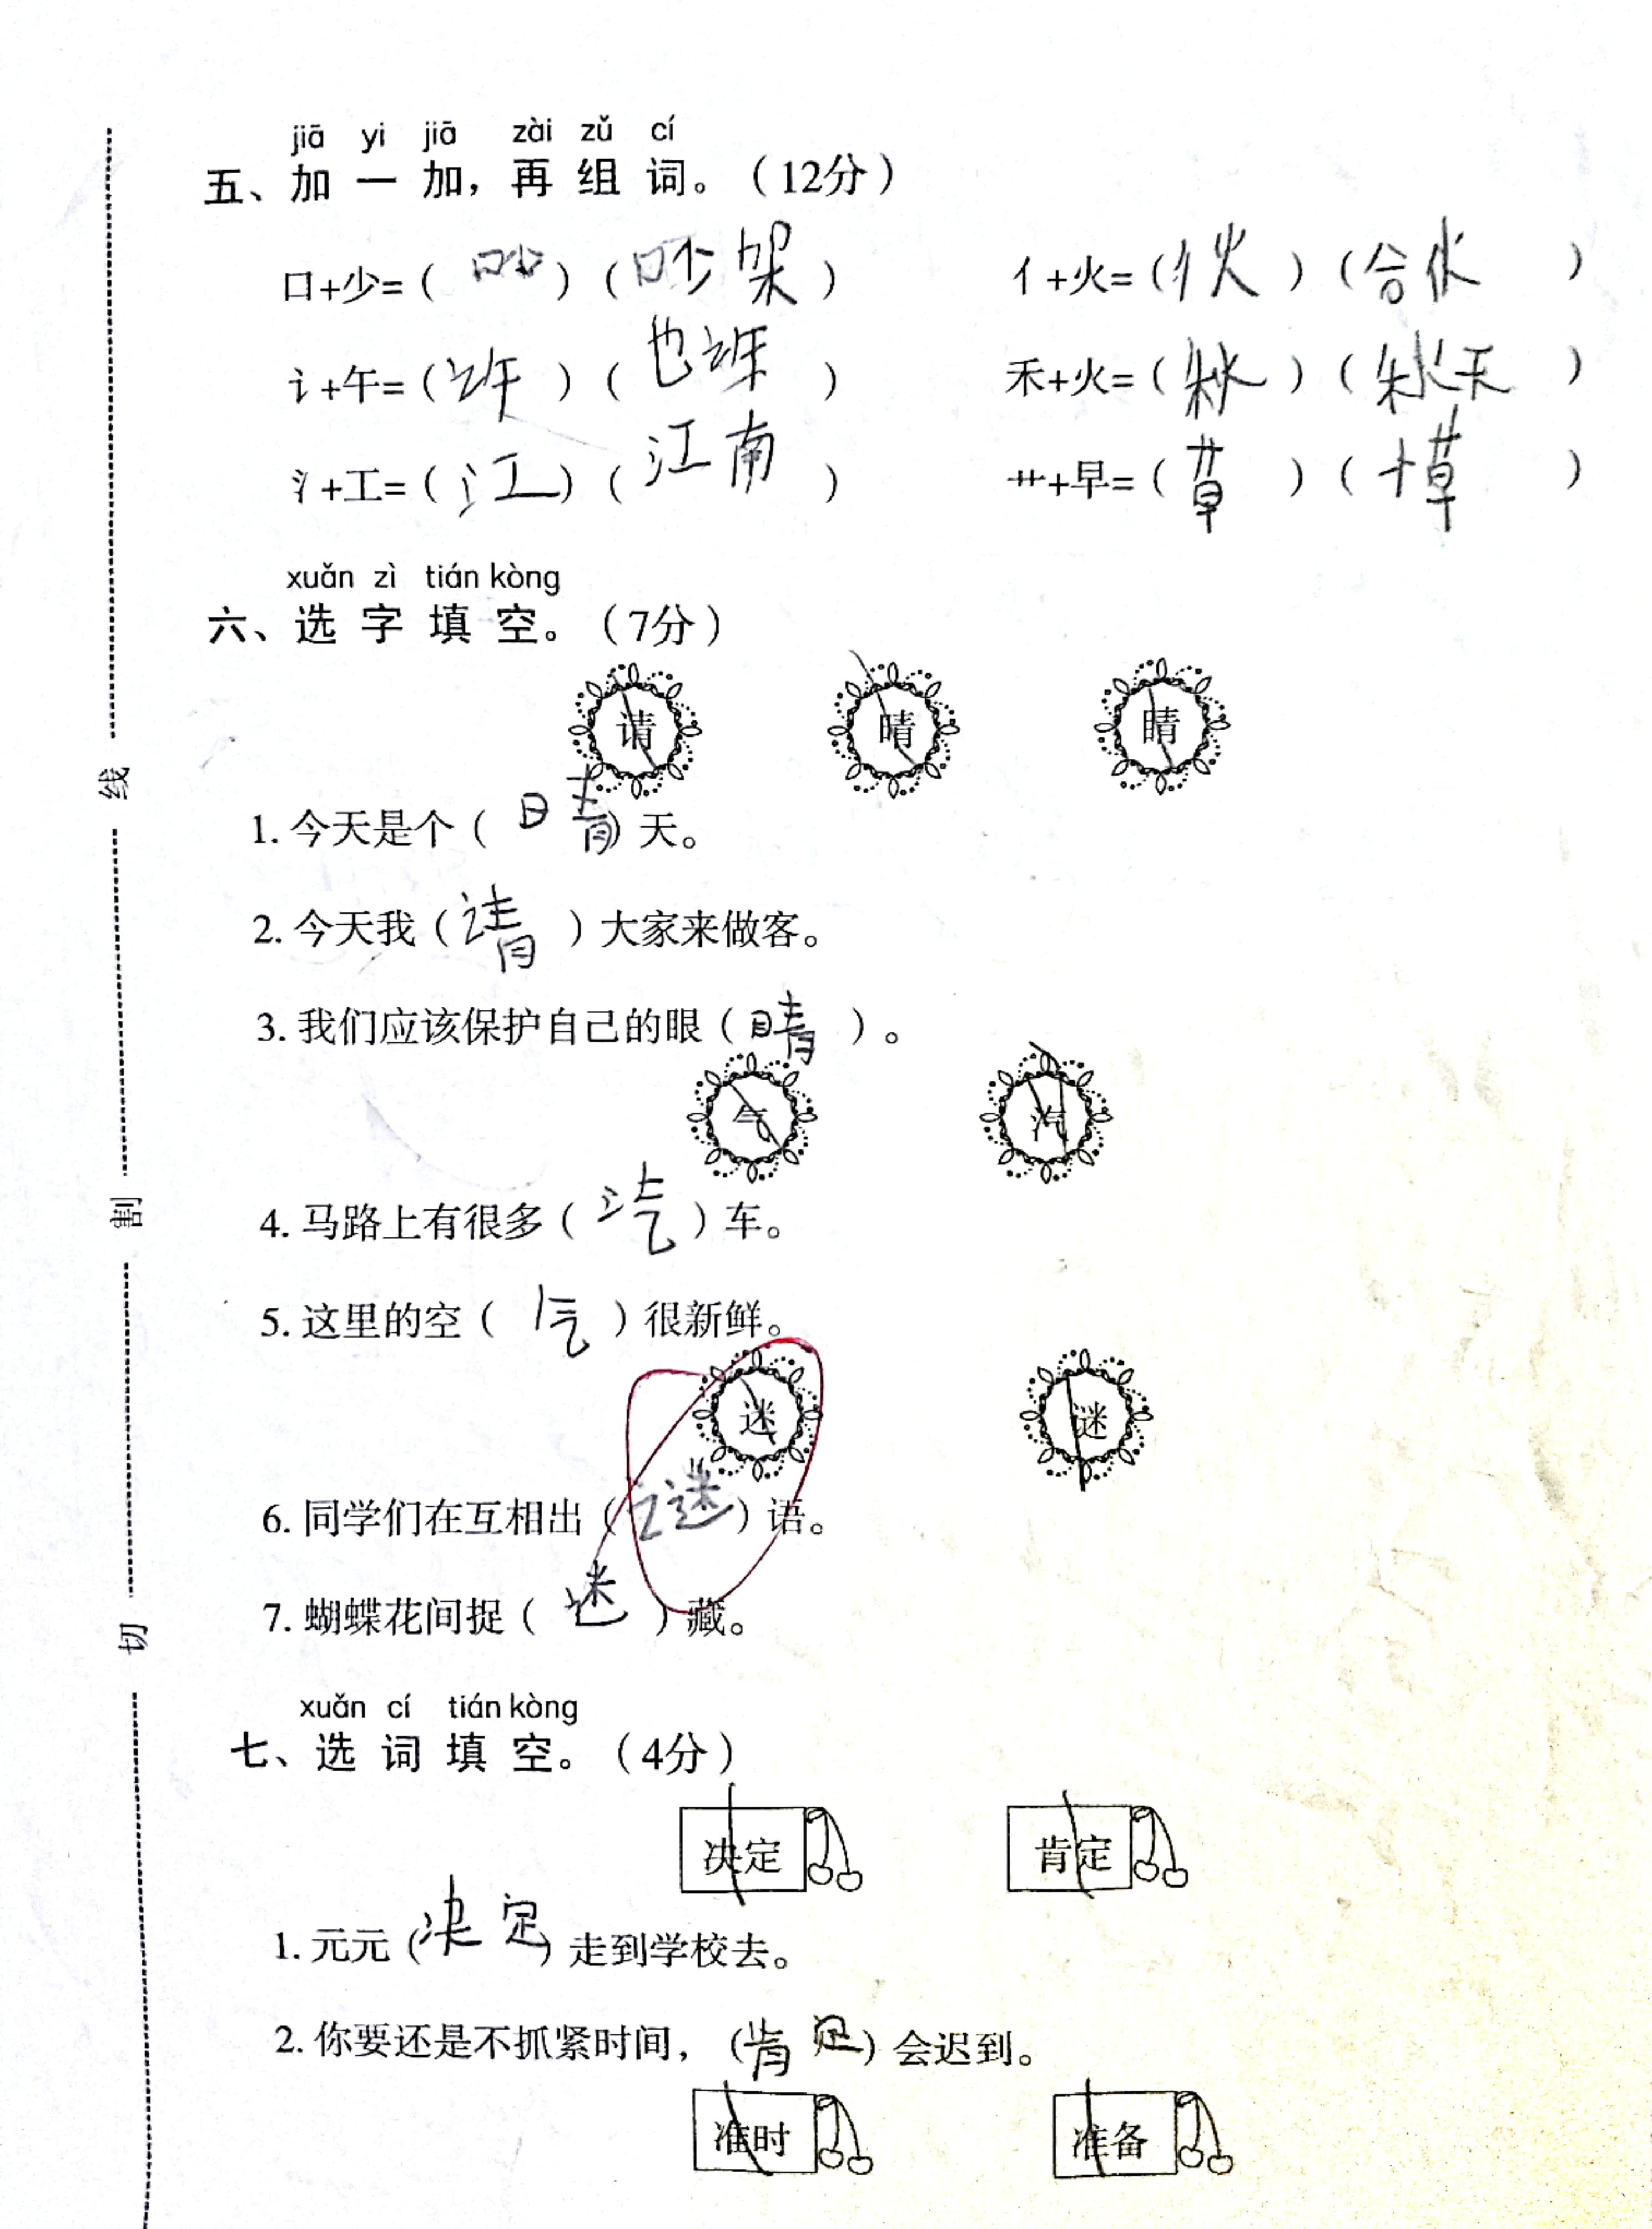 jiā yi jiā zài zǔ cí
五、加一加，再组词。（12分）
口+少=（吵）（吵架） 亻+火=（伙）（合伙）
讠+午=（许）（也许） 禾+火=（秋）（秋天）
氵+工=（江）（江南） 艹+早=（草）（草）
xuǎn zì tián kòng
六、选字填空。（7分）
请 晴 睛
1. 今天是个（晴）天。
2. 今天我（请）大家来做客。
3. 我们应该保护自己的眼（睛）。
气 汽
4. 马路上有很多（汽）车。
5. 这里的空（气）很新鲜。
迷 谜
6. 同学们在互相出（谜）语。
7. 蝴蝶花间捉（迷）藏。
xuǎn cí tián kòng
七、选词填空。（4分）
决定 肯定
1. 元元（决定）走到学校去。
2. 你要还是不抓紧时间，（肯定）会迟到。
准时 准备
线
割
切